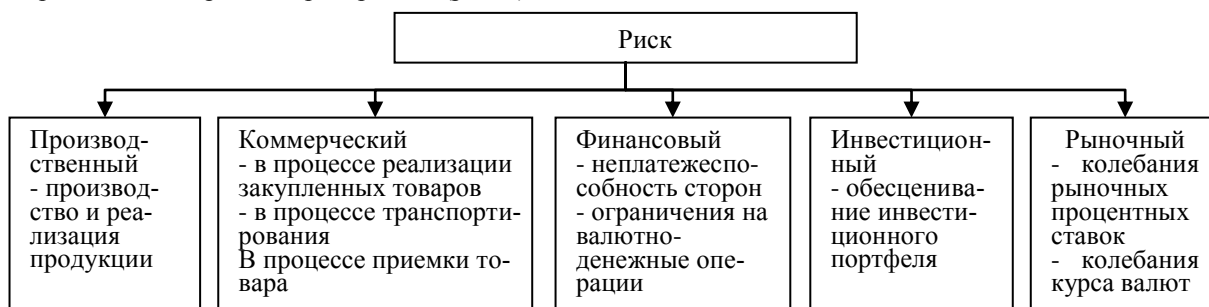 Риск
Производ-
ственный
- производ-
ство и реа-
лизация
продукции
Коммерческий
- в процессе реализации
закупленных товаров
- в процессе транспорти-
рования
В процессе приемки то-
вара
Финансовый
- неплатежеспо-
собность сторон
- ограничения на
валютно-
денежные опе-
рации
Инвестицион-
ный
- обесценива-
ние инвести-
ционного
портфеля
Рыночный
- колебания
рыночных
процентных
ставок
- колебания
курса валют